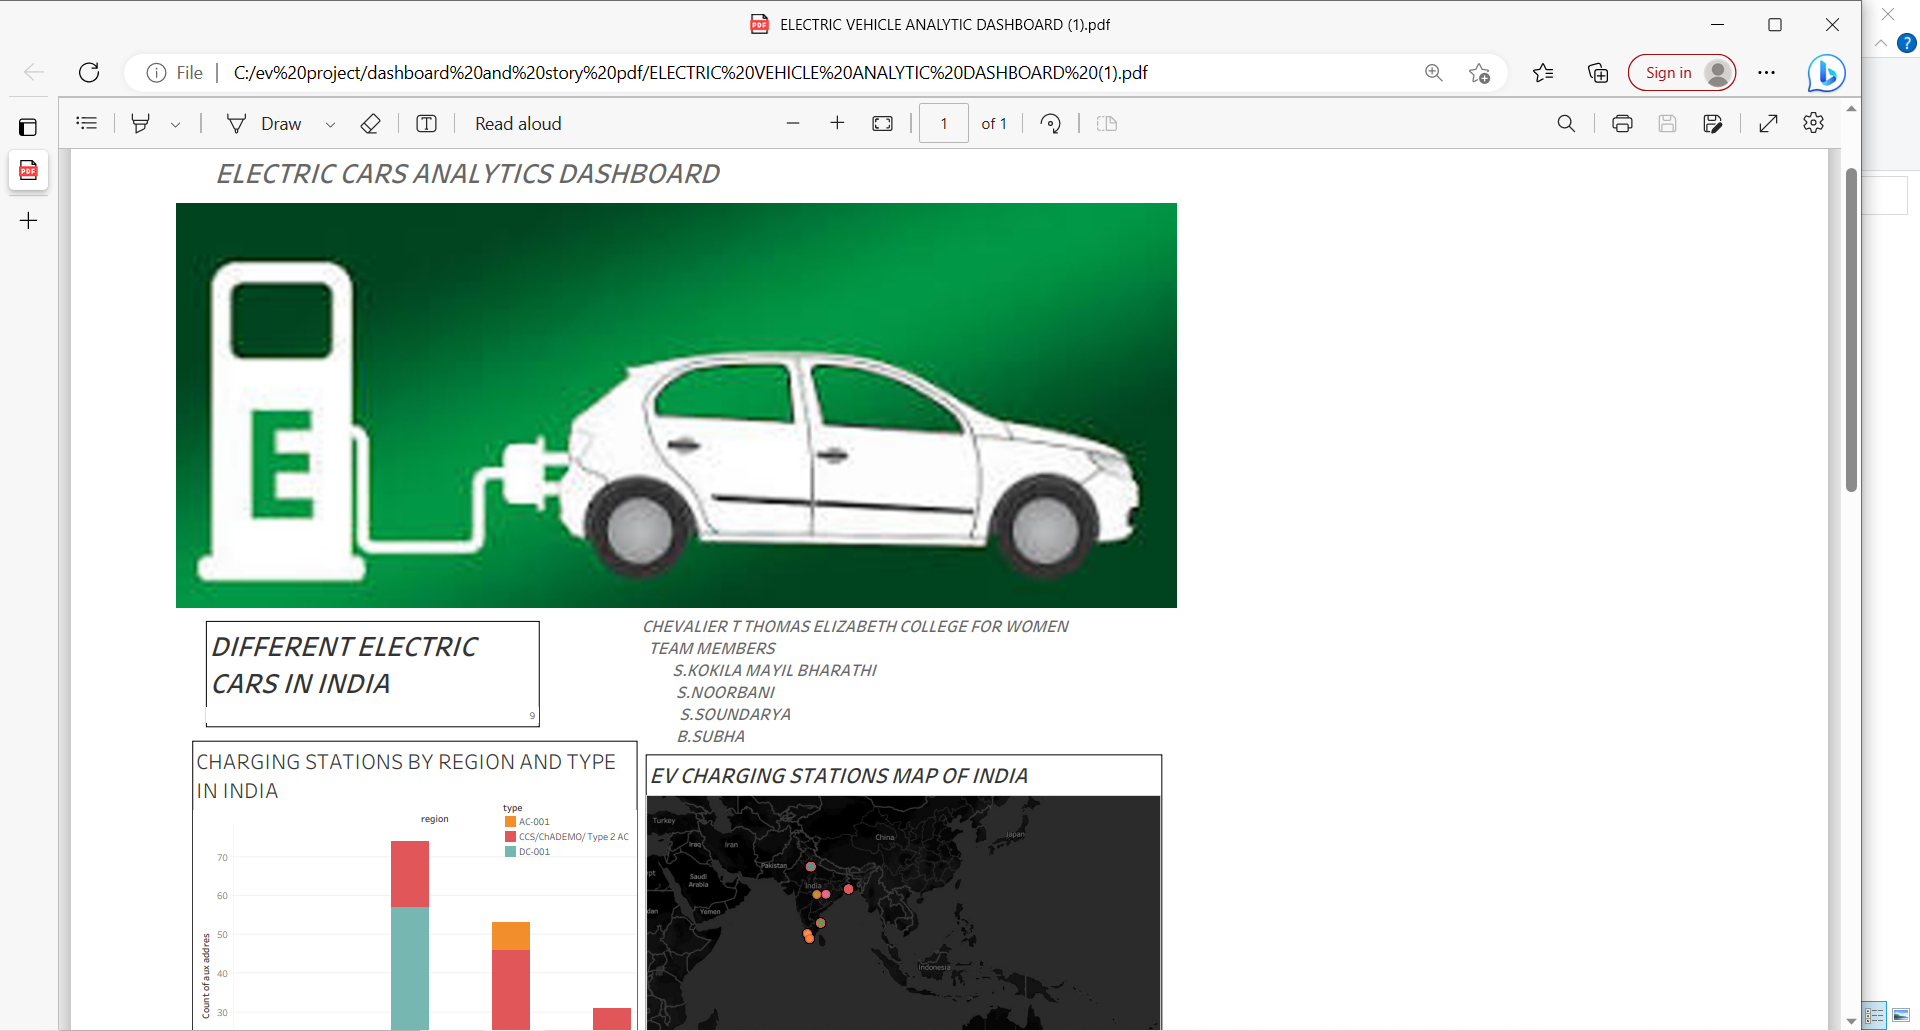 ELECTRIC VEHICLE ANALYTIC DASHBOARD (1).pdf
File
C:/ev%20project/dashboard%20and%20story%20pdf/ELECTRIC%20VEHICLE%20ANALYTIC%20DASHBOARD%20(1).pdf
Sign in
Draw
Read aloud
1
of 1
ELECTRIC CARS ANALYTICS DASHBOARD
E
DIFFERENT ELECTRIC
CARS IN INDIA
9
CHEVALIER T THOMAS ELIZABETH COLLEGE FOR WOMEN
TEAM MEMBERS
S.KOKILA MAYIL BHARATHI
S.NOORBANI
S.SOUNDARYA
B.SUBHA
CHARGING STATIONS BY REGION AND TYPE
IN INDIA
region
type
AC-001
CCS/ChADEMO/ Type 2 AC
DC-001
70
60
50
40
30
Count of aux addres
EV CHARGING STATIONS MAP OF INDIA
Turkey
Iraq
Iran
Saudi
Arabia
Yemen
Pakistan
India
China
Japan
Indonesia